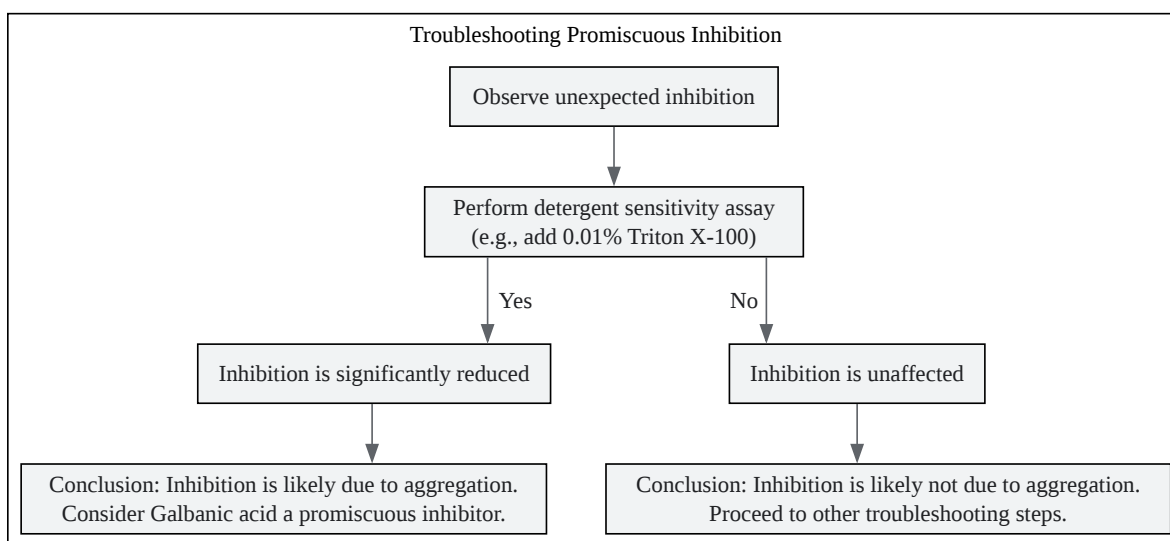 Troubleshooting Promiscuous Inhibition
Observe unexpected inhibition
Perform detergent sensitivity assay
(e.g., add 0.01% Triton X-100)
Yes
No
Inhibition is significantly reduced
Inhibition is unaffected
Conclusion: Inhibition is likely due to aggregation.
Consider Galbanic acid a promiscuous inhibitor.
Conclusion: Inhibition is likely not due to aggregation.
Proceed to other troubleshooting steps.